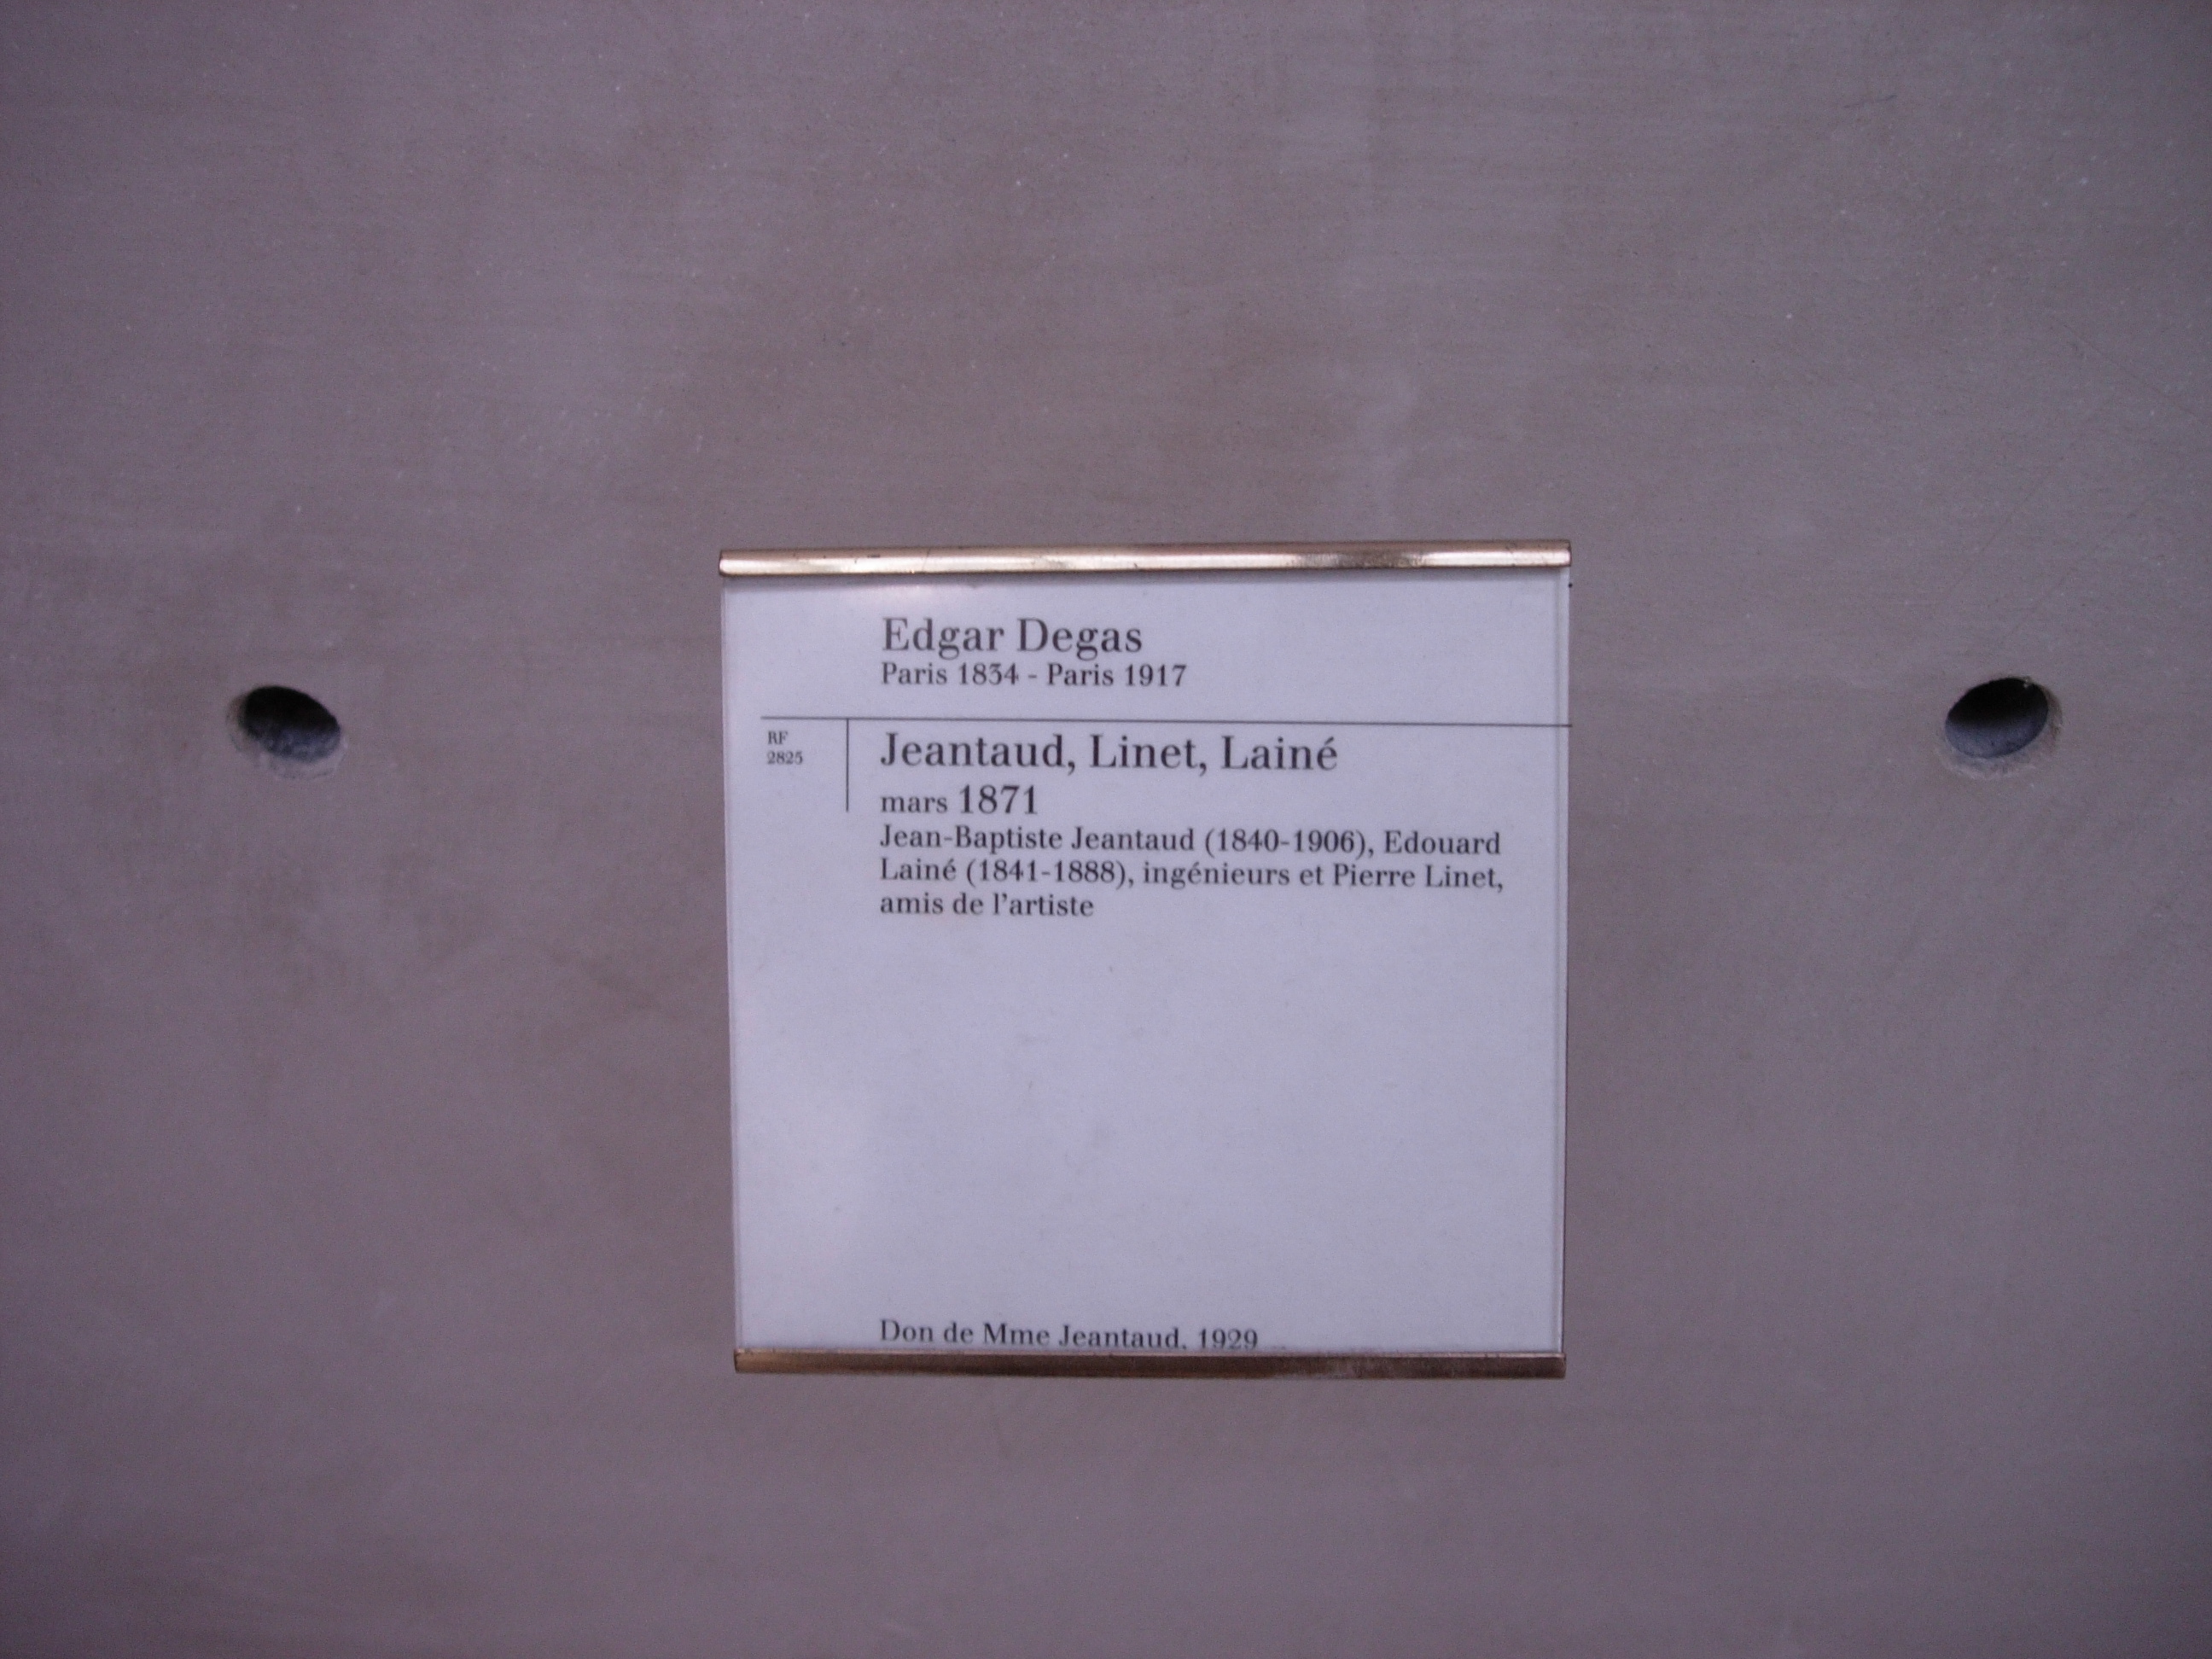 Edgar Degas
Paris 1834 - Paris 1917
RF
2825
Jeantaud, Linet, Lainé
mars 1871
Jean-Baptiste Jeantaud (1840-1906), Edouard
Lainé (1841-1888), ingénieurs et Pierre Linet,
amis de l'artiste
Don de Mme Jeantaud, 1929